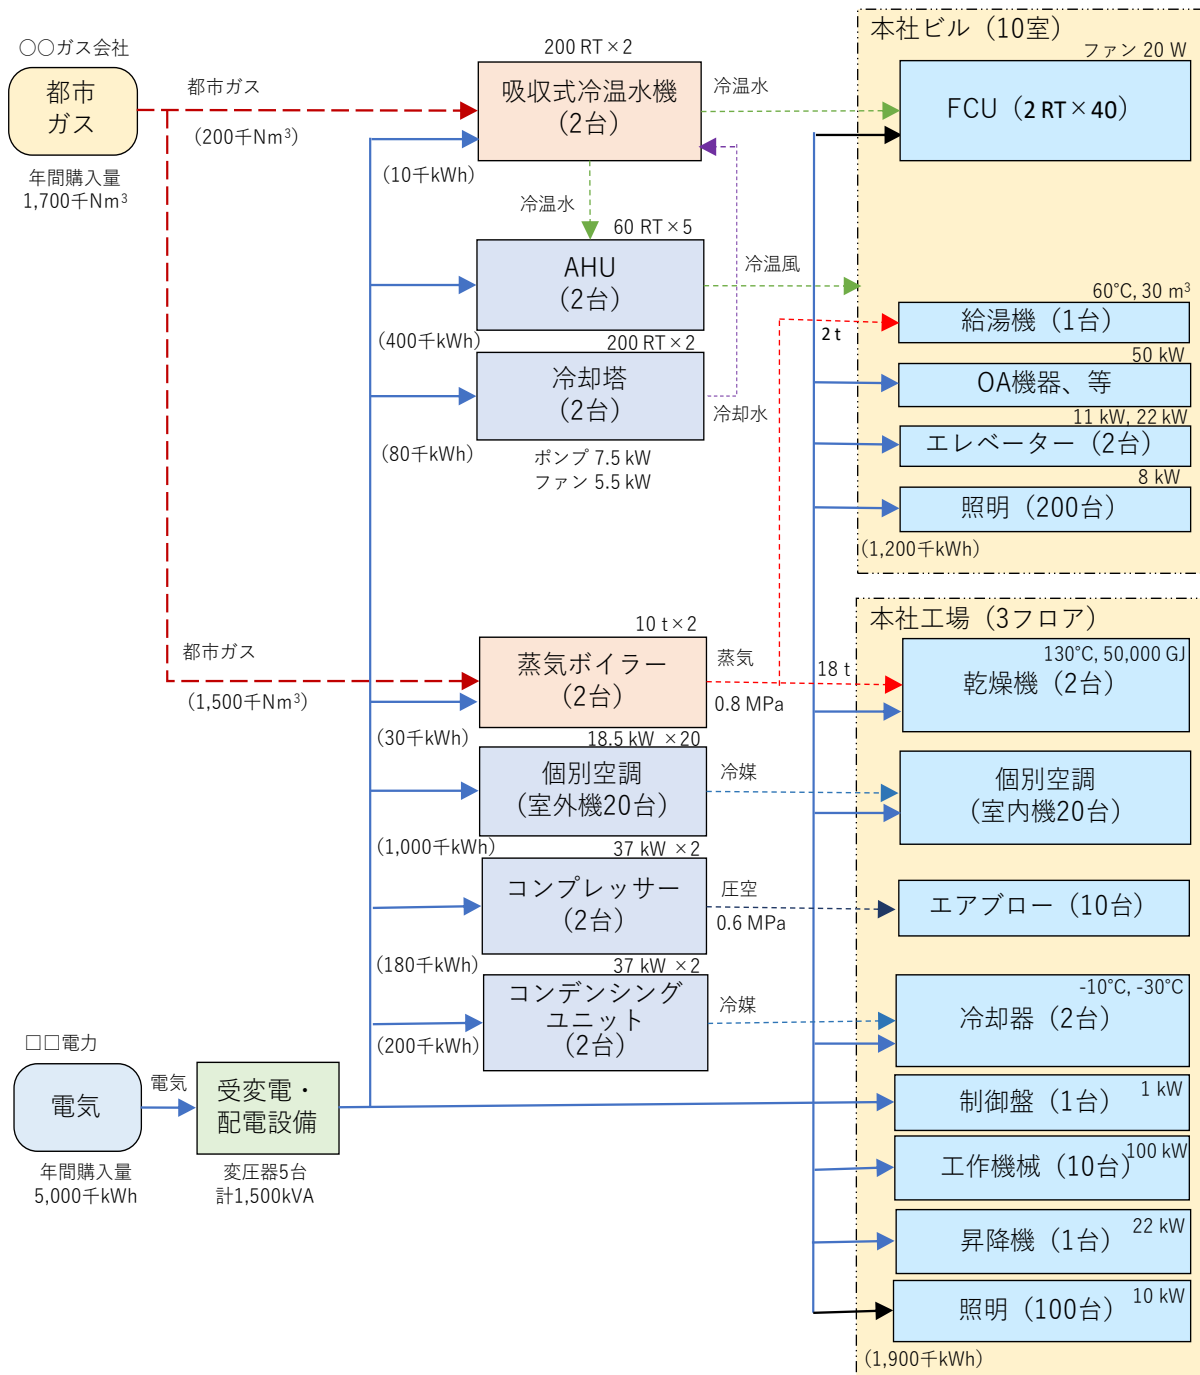 〇〇ガス会社
都市
ガス
年間購入量
1,700千Nm³
都市ガス
(200千Nm³)
200 RT×2
吸収式冷温水機
(2台)
(10千kWh)
冷温水
冷温水
60 RT×5
AHU
(2台)
冷温風
(400千kWh)
200 RT×2
冷却塔
(2台)
冷却水
(80千kWh)
ポンプ 7.5 kW
ファン 5.5 kW
本社ビル（10室）
ファン 20 W
FCU（2 RT×40）
60°C, 30 m³
2 t
給湯機（1台）
50 kW
OA機器、等
11 kW, 22 kW
エレベーター（2台）
8 kW
照明（200台）
(1,200千kWh)
都市ガス
(1,500千Nm³)
10 t×2
蒸気ボイラー
(2台)
蒸気
0.8 MPa
18 t
(30千kWh)
18.5 kW ×20
個別空調
(室外機20台)
冷媒
(1,000千kWh)
37 kW ×2
コンプレッサー
(2台)
圧空
0.6 MPa
(180千kWh)
37 kW ×2
コンデンシング
ユニット
(2台)
冷媒
(200千kWh)
□□電力
電気
年間購入量
5,000千kWh
電気
受変電・
配電設備
変圧器5台
計1,500kVA
本社工場（3フロア）
130°C, 50,000 GJ
乾燥機（2台）
個別空調
（室内機20台）
エアブロー（10台）
-10°C, -30°C
冷却器（2台）
制御盤（1台）
1 kW
工作機械（10台）
100 kW
昇降機（1台）
22 kW
照明（100台）
10 kW
(1,900千kWh)